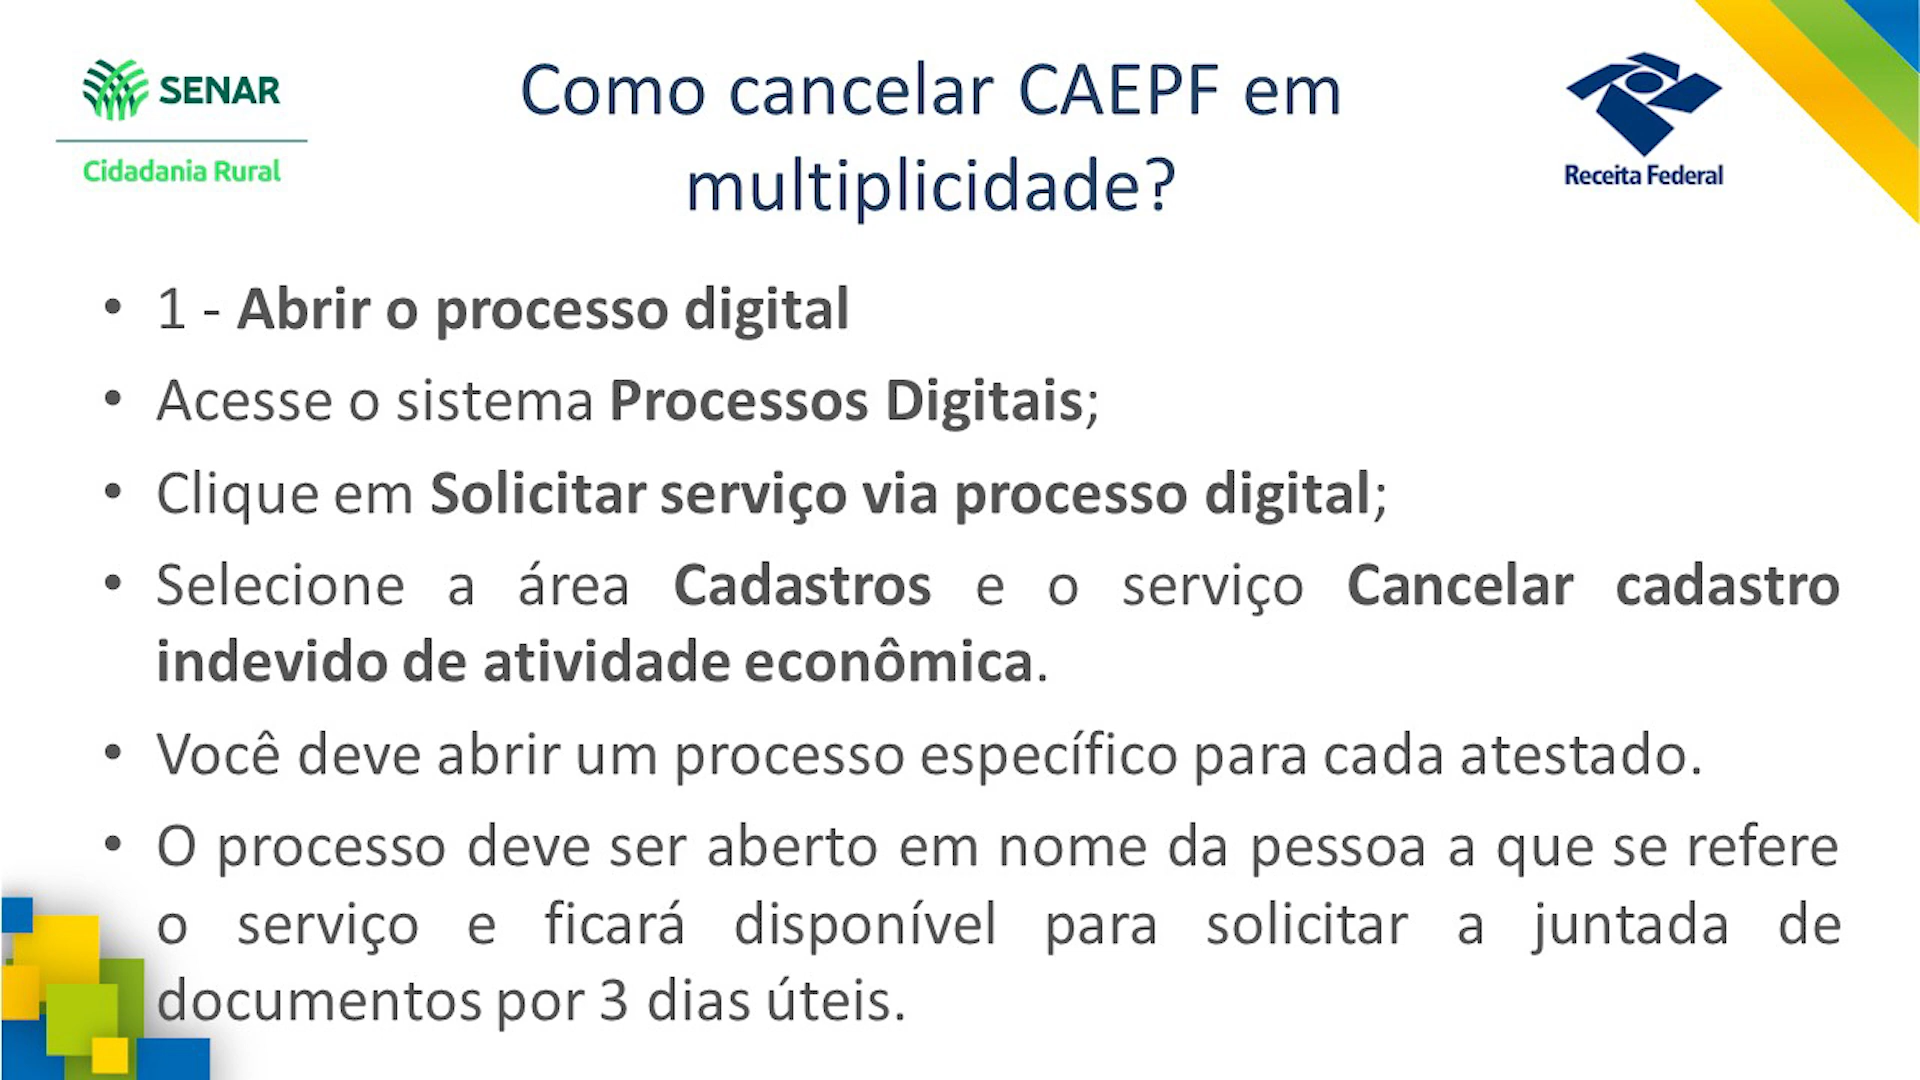 SENAR
Cidadania Rural
Como cancelar CAEPF em
multiplicidade?
Receita Federal
• 1 - Abrir o processo digital
• Acesse o sistema Processos Digitais;
• Clique em Solicitar serviço via processo digital;
• Selecione a área Cadastros e o serviço Cancelar cadastro
indevido de atividade econômica.
• Você deve abrir um processo específico para cada atestado.
• O processo deve ser aberto em nome da pessoa a que se refere
o serviço e ficará disponível para solicitar a juntada de
documentos por 3 dias úteis.